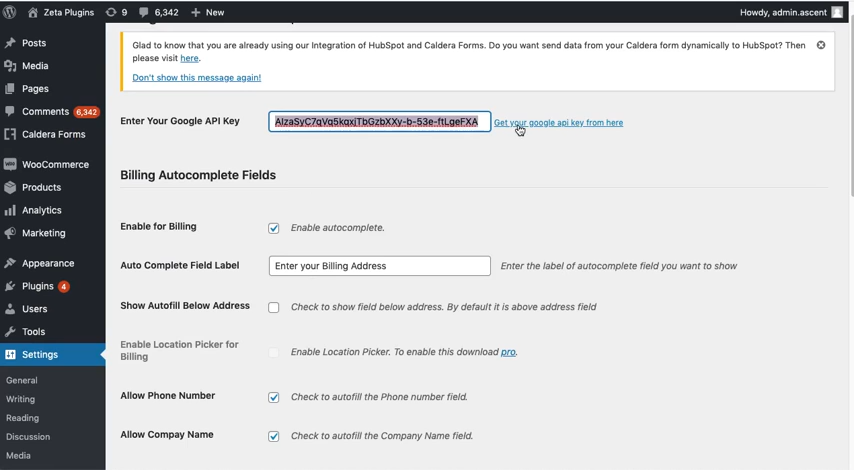 Zeta Plugins 9 6,342 New Howdy, admin.ascent
Posts
Media
Pages
Comments 6,342
Caldera Forms
WooCommerce
Products
Analytics
Marketing
Appearance
Plugins 4
Users
Tools
Settings
General
Writing
Reading
Discussion
Media
Glad to know that you are already using our Integration of HubSpot and Caldera Forms. Do you want send data from your Caldera form dynamically to HubSpot? Then
please visit here.
Don't show this message again!
Enter Your Google API Key AIzaSyC7qVq5kqxjTbGzbXXy-b-53e-ftLgeFXA Get your google api key from here
Billing Autocomplete Fields
Enable for Billing Enable autocomplete.
Auto Complete Field Label Enter your Billing Address Enter the label of autocomplete field you want to show
Show Autofill Below Address Check to show field below address. By default it is above address field
Enable Location Picker for
Billing Enable Location Picker. To enable this download pro.
Allow Phone Number Check to autofill the Phone number field.
Allow Compay Name Check to autofill the Company Name field.